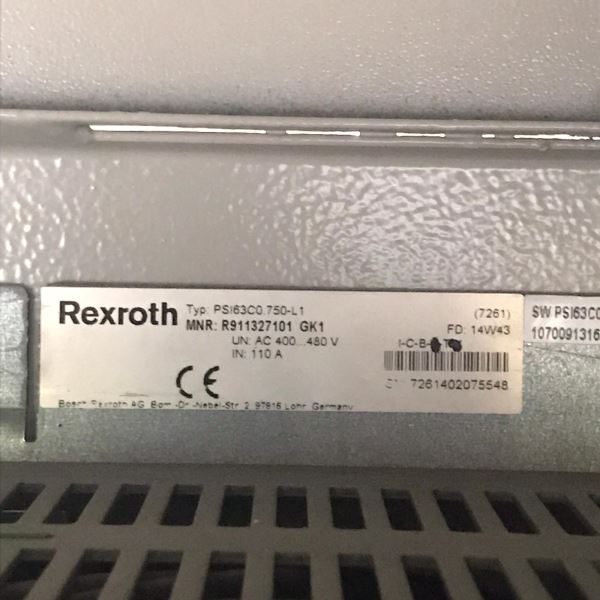 Rexroth
Typ: PSI63C0.750-L1
(7261)
MNR: R911327101 GK1
FD: 14W43
UN: AC 400...480 V
IN: 110 A
I-C-B-
CE
7261402075548
Bosch Rexroth AG, Bgm.-Dr.-Nebel-Str. 2 97816 Lohr, Germany
SW PSI63C0
1070091316